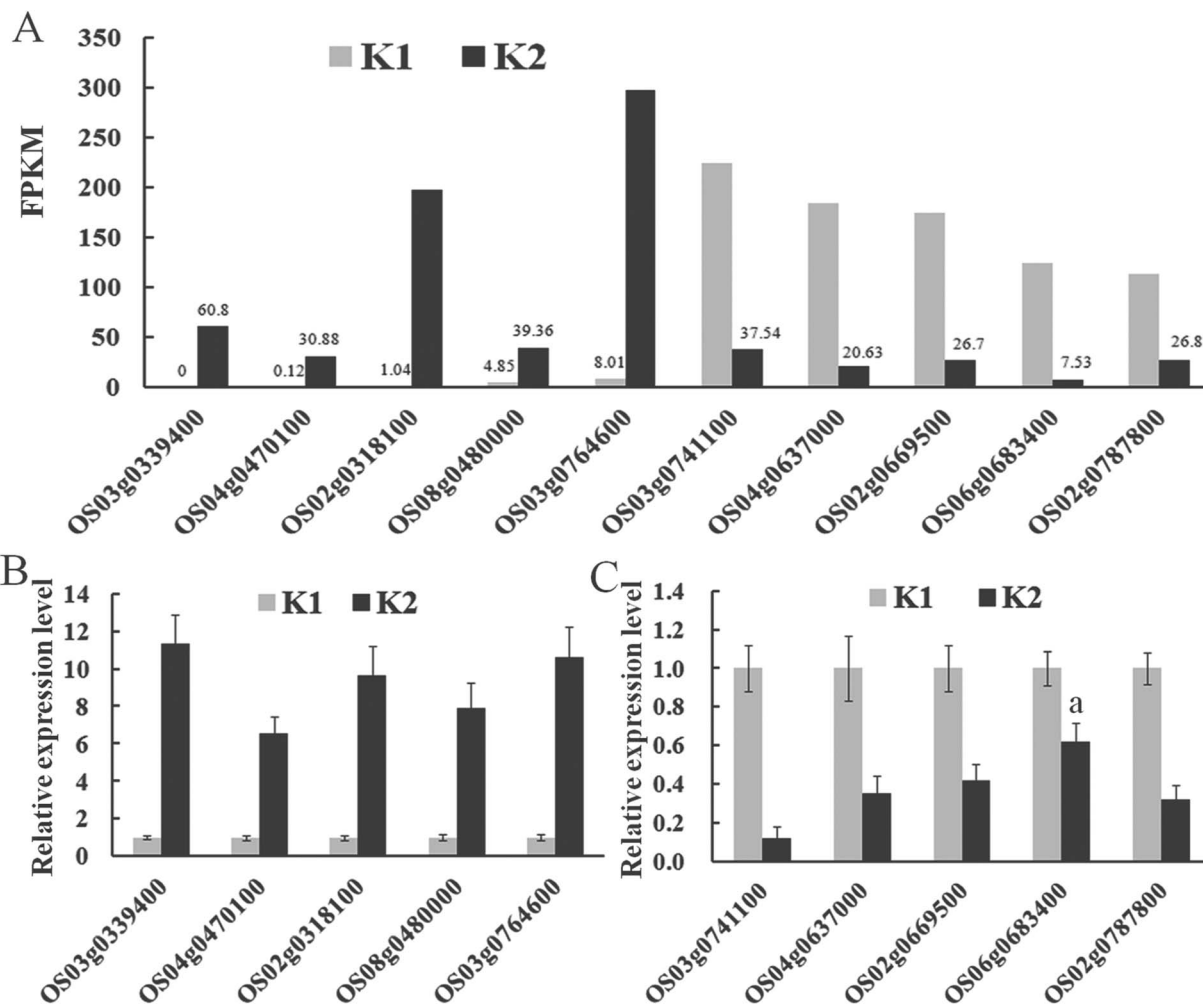 A
350
300
250
200
150
100
50
0
FPKM
K1 K2
0 60.8 0.12 30.88 1.04 4.85 39.36 8.01 37.54 20.63 26.7 7.53 26.8
OS03g0339400
OS04g0470100
OS02g0318100
OS08g0480000
OS03g0764600
OS03g0741100
OS04g0637000
OS02g0669500
OS06g0683400
OS02g0787800
B
14
12
10
8
6
4
2
0
Relative expression level
K1 K2
OS03g0339400
OS04g0470100
OS02g0318100
OS08g0480000
OS03g0764600
C
1.4
1.2
1.0
0.8
0.6
0.4
0.2
0.0
Relative expression level
K1 K2
a
OS03g0741100
OS04g0637000
OS02g0669500
OS06g0683400
OS02g0787800